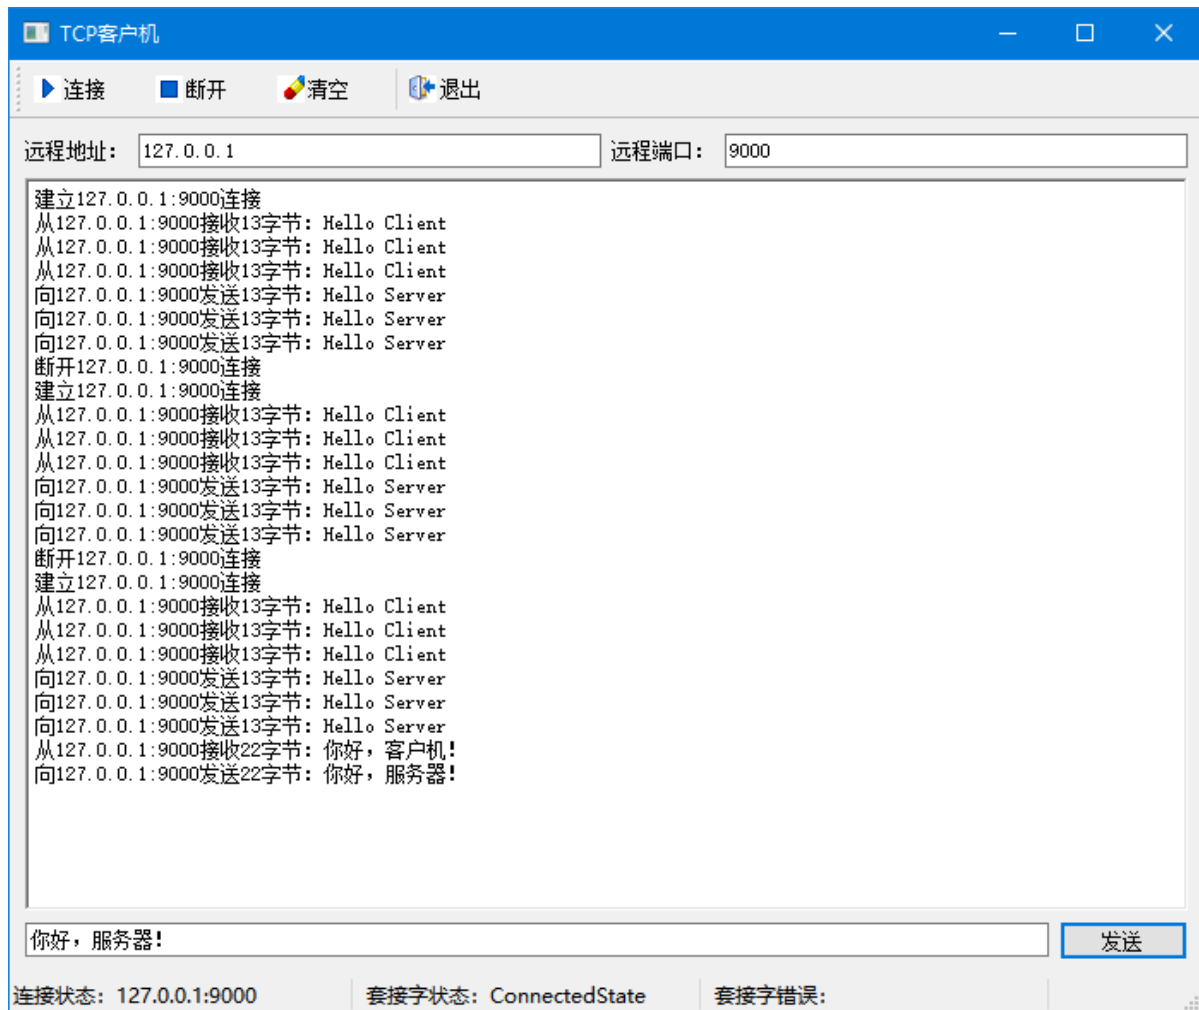 TCP客户机
连接 断开 清空 退出
远程地址： 127.0.0.1 远程端口： 9000
建立127.0.0.1:9000连接
从127.0.0.1:9000接收13字节: Hello Client
从127.0.0.1:9000接收13字节: Hello Client
从127.0.0.1:9000接收13字节: Hello Client
向127.0.0.1:9000发送13字节: Hello Server
向127.0.0.1:9000发送13字节: Hello Server
向127.0.0.1:9000发送13字节: Hello Server
断开127.0.0.1:9000连接
建立127.0.0.1:9000连接
从127.0.0.1:9000接收13字节: Hello Client
从127.0.0.1:9000接收13字节: Hello Client
从127.0.0.1:9000接收13字节: Hello Client
向127.0.0.1:9000发送13字节: Hello Server
向127.0.0.1:9000发送13字节: Hello Server
向127.0.0.1:9000发送13字节: Hello Server
断开127.0.0.1:9000连接
建立127.0.0.1:9000连接
从127.0.0.1:9000接收13字节: Hello Client
从127.0.0.1:9000接收13字节: Hello Client
从127.0.0.1:9000接收13字节: Hello Client
向127.0.0.1:9000发送13字节: Hello Server
向127.0.0.1:9000发送13字节: Hello Server
向127.0.0.1:9000发送13字节: Hello Server
从127.0.0.1:9000接收22字节: 你好，客户机！
向127.0.0.1:9000发送22字节: 你好，服务器！
你好，服务器！ 发送
连接状态：127.0.0.1:9000 套接字状态：ConnectedState 套接字错误：